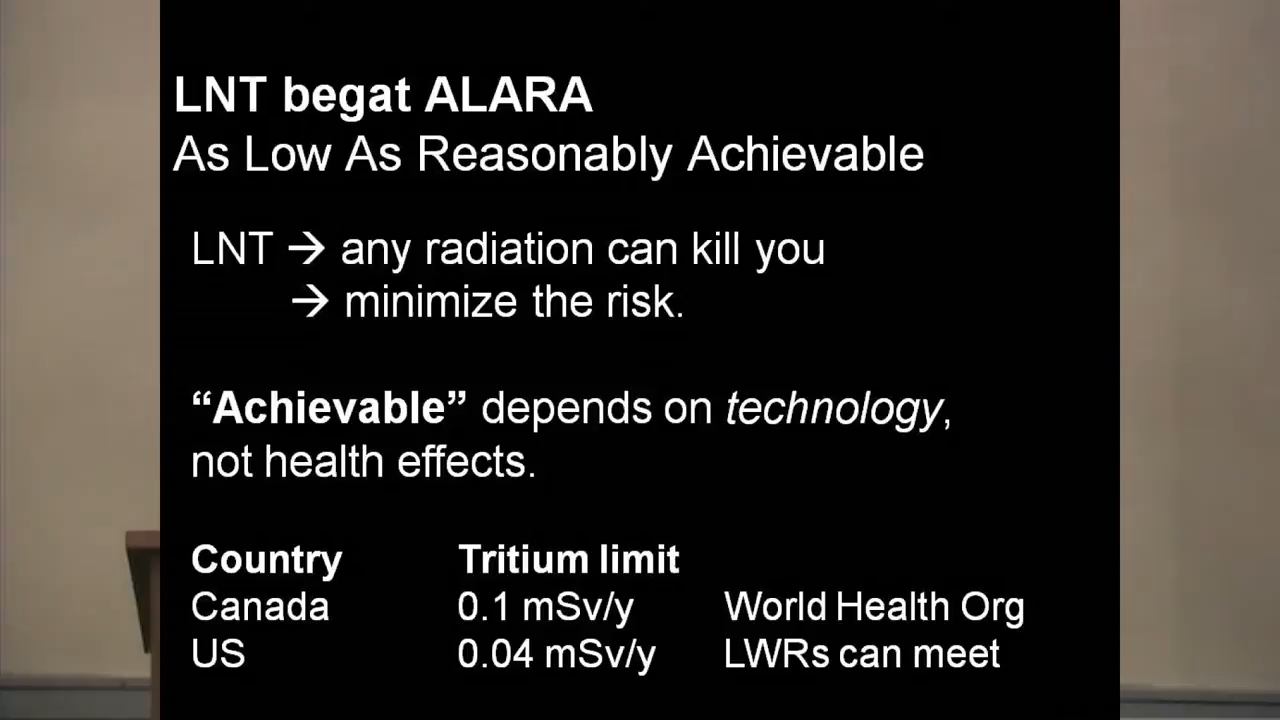 LNT begat ALARA
As Low As Reasonably Achievable
LNT → any radiation can kill you
→ minimize the risk.
“Achievable” depends on technology,
not health effects.
Country Tritium limit
Canada 0.1 mSv/y World Health Org
US 0.04 mSv/y LWRs can meet